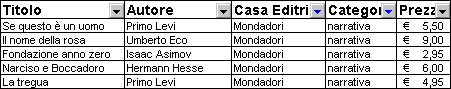 Titolo Autore Casa Editri Categor Prezz
Se questo è un uomo Primo Levi Mondadori narrativa € 5,50
Il nome della rosa Umberto Eco Mondadori narrativa € 9,00
Fondazione anno zero Isaac Asimov Mondadori narrativa € 2,95
Narciso e Boccadoro Hermann Hesse Mondadori narrativa € 6,00
La tregua Primo Levi Mondadori narrativa € 4,95